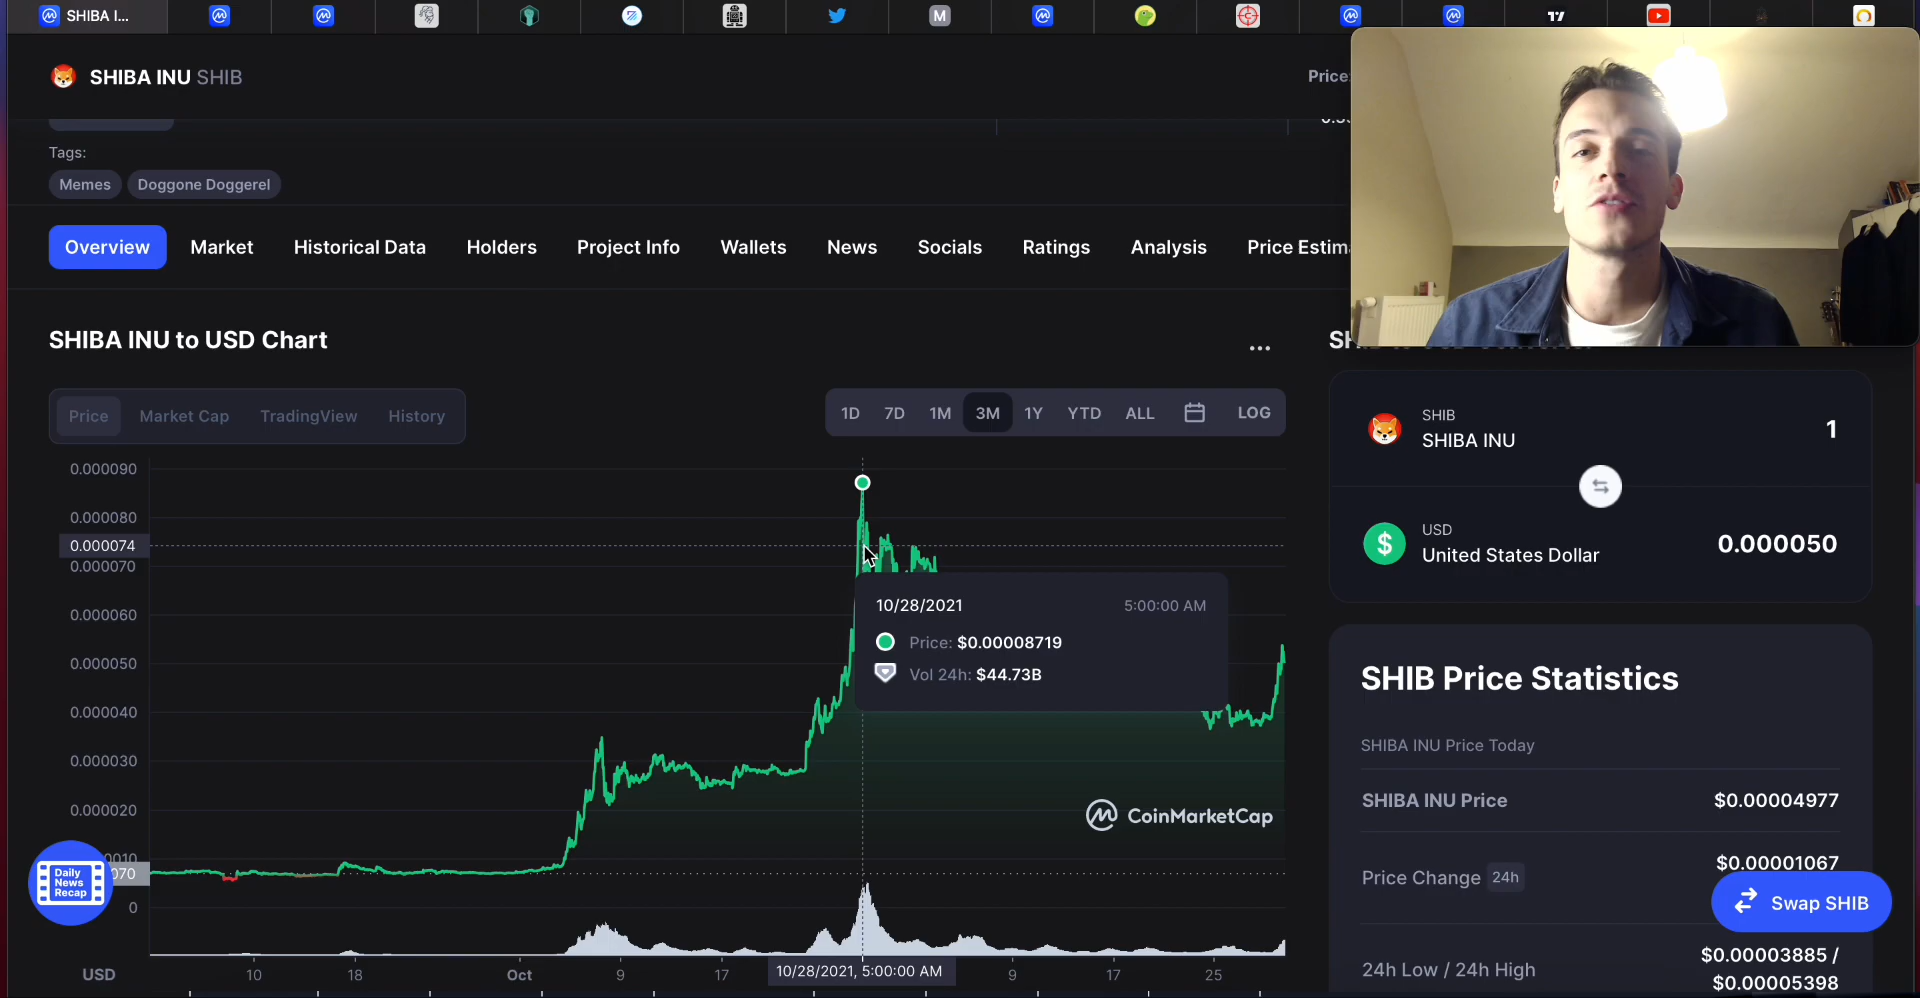 SHIBA I...
M
SHIBA INU SHIB
Price:
Tags:
Memes
Doggone Doggerel
Overview
Market
Historical Data
Holders
Project Info
Wallets
News
Socials
Ratings
Analysis
Price Estima
SHIBA INU to USD Chart
Price
Market Cap
TradingView
History
1D
7D
1M
3M
1Y
YTD
ALL
LOG
0.000090
0.000080
0.000074
0.000070
0.000060
0.000050
0.000040
0.000030
0.000020
0010
070
0
10/28/2021
5:00:00 AM
Price: $0.00008719
Vol 24h: $44.73B
CoinMarketCap
USD
10
18
Oct
9
17
10/28/2021, 5:00:00 AM
9
17
25
Daily
News
Recap
SHIB
SHIBA INU
1
USD
United States Dollar
0.000050
SHIB Price Statistics
SHIBA INU Price Today
SHIBA INU Price
$0.00004977
Price Change 24h
$0.00001067
Swap SHIB
24h Low / 24h High
$0.00003885 /
$0.00005398